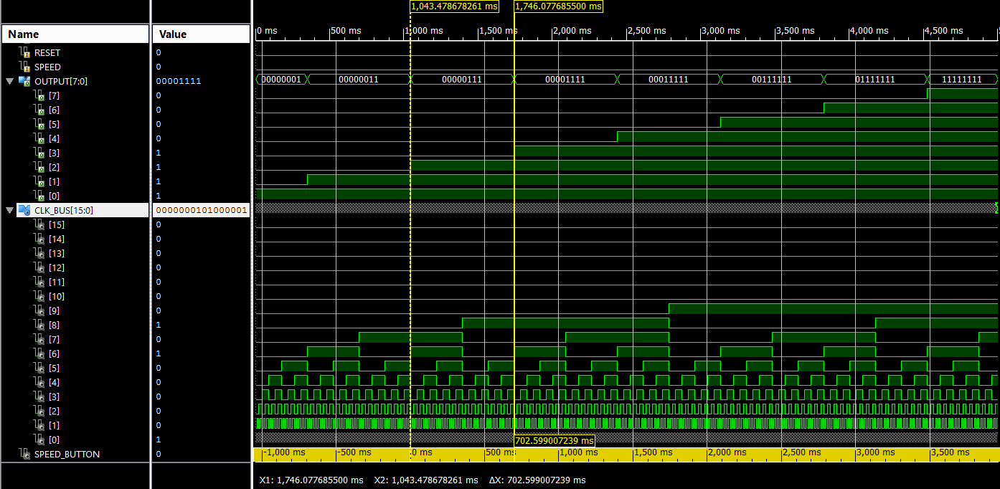 1,043.478678261 ms 1,746.077685500 ms
Name Value
0 ms 500 ms 1,000 ms 1,500 ms 2,000 ms 2,500 ms 3,000 ms 3,500 ms 4,000 ms 4,500 ms
RESET 0
SPEED 0
OUTPUT[7:0] 00001111 00000001 00000011 00000111 00001111 00011111 00111111 01111111 11111111
[7] 0
[6] 0
[5] 0
[4] 0
[3] 1
[2] 1
[1] 1
[0] 1
CLK_BUS[15:0] 0000000101000001
[15] 0
[14] 0
[13] 0
[12] 0
[11] 0
[10] 0
[9] 0
[8] 1
[7] 0
[6] 1
[5] 0
[4] 0
[3] 0
[2] 0
[1] 0
[0] 1
702.599007239 ms
SPEED_BUTTON 0
-1,000 ms -500 ms 0 ms 500 ms 1,000 ms 1,500 ms 2,000 ms 2,500 ms 3,000 ms 3,500 ms
X1: 1,746.077685500 ms X2: 1,043.478678261 ms ΔX: 702.599007239 ms